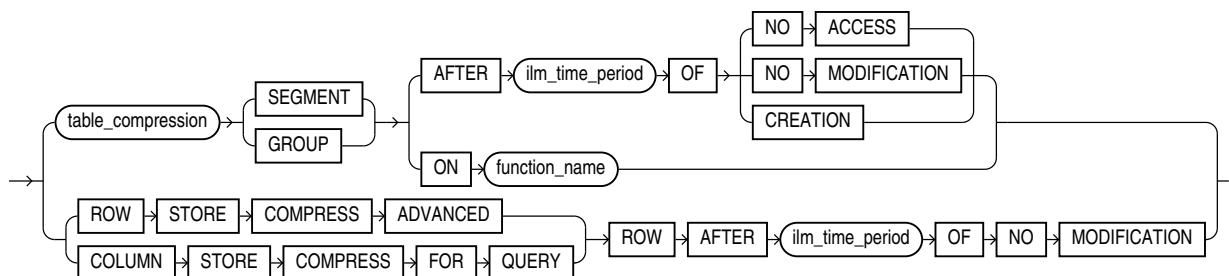 NO ACCESS
AFTER ilm_time_period OF NO MODIFICATION
SEGMENT
CREATION
table_compression
GROUP
ON function_name
ROW STORE COMPRESS ADVANCED
ROW AFTER ilm_time_period OF NO MODIFICATION
COLUMN STORE COMPRESS FOR QUERY